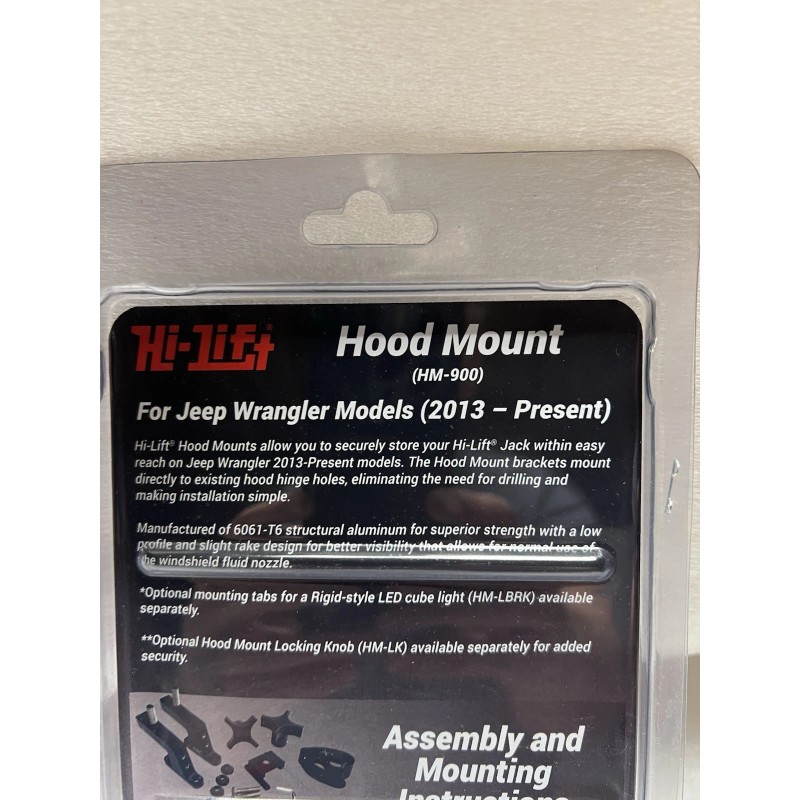 Hi-Lift®
Hood Mount
(HM-900)
For Jeep Wrangler Models (2013 – Present)
Hi-Lift® Hood Mounts allow you to securely store your Hi-Lift® Jack within easy
reach on Jeep Wrangler 2013-Present models. The Hood Mount brackets mount
directly to existing hood hinge holes, eliminating the need for drilling and
making installation simple.
Manufactured of 6061-T6 structural aluminum for superior strength with a low
profile and slight rake design for better visibility that allows for normal use of
the windshield fluid nozzle.
*Optional mounting tabs for a Rigid-style LED cube light (HM-LBRK) available
separately.
**Optional Hood Mount Locking Knob (HM-LK) available separately for added
security.
Assembly and
Mounting
Instructions